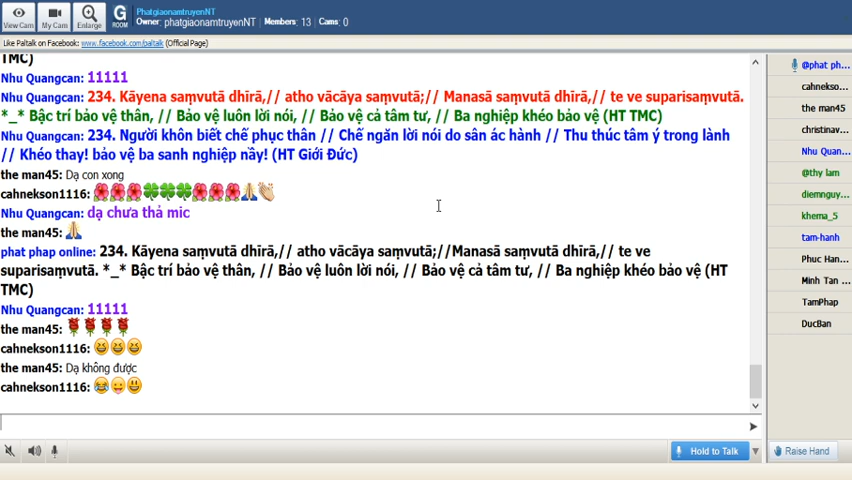 PhatgiaonamtruyenNT
Owner: phatgiaonamtruyenNT Members: 13 Cams: 0
View Cam My Cam Enlarge G ROOM
Like Paltalk on Facebook: www.facebook.com/paltalk (Official Page)
TMC)
Nhu Quangcan: 11111
Nhu Quangcan: 234. Kāyena saṃvutā dhīrā,// atho vācāya saṃvutā;// Manasā saṃvutā dhīrā,// te ve suparisaṃvutā.
*_* Bậc trí bảo vệ thân, // Bảo vệ luôn lời nói, // Bảo vệ cả tâm tư, // Ba nghiệp khéo bảo vệ (HT TMC)
Nhu Quangcan: 234. Người khôn biết chế phục thân // Chế ngăn lời nói do sân ác hành // Thu thúc tâm ý trong lành
// Khéo thay! bảo vệ ba sanh nghiệp nầy! (HT Giới Đức)
the man45: Dạ con xong
cahnekson1116:
Nhu Quangcan: dạ chưa thả mic
the man45:
phat phap online: 234. Kāyena saṃvutā dhīrā,// atho vācāya saṃvutā;//Manasā saṃvutā dhīrā,// te ve
suparisaṃvutā. *_* Bậc trí bảo vệ thân, // Bảo vệ luôn lời nói, // Bảo vệ cả tâm tư, // Ba nghiệp khéo bảo vệ (HT
TMC)
Nhu Quangcan: 11111
the man45:
cahnekson1116:
the man45: Dạ không được
cahnekson1116:
@phat ph...
cahnekso...
the man45
christinav...
Nhu Quan...
@thy lam
diemnguy...
khema_5
tam-hanh
Phuc Han...
Minh Tan ...
TamPhap
DucBan
Hold to Talk
Raise Hand